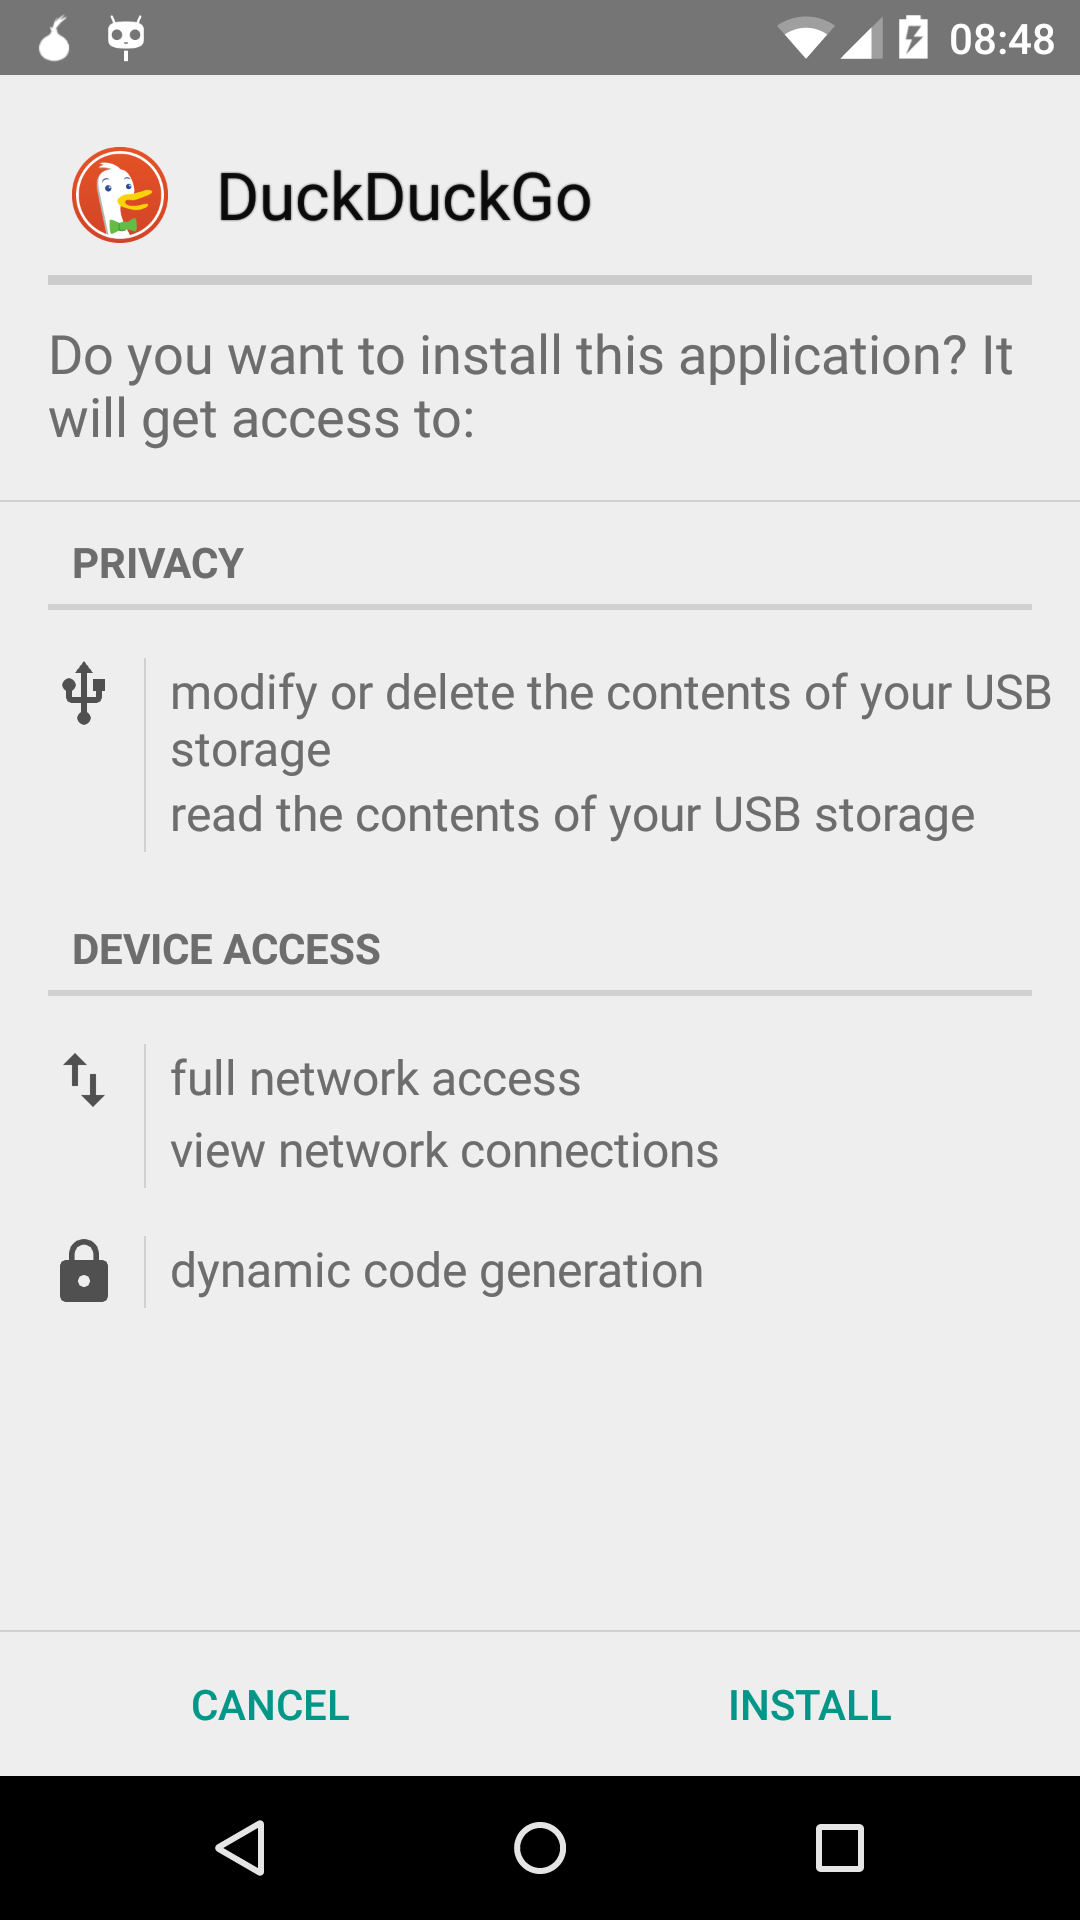 08:48
DuckDuckGo
Do you want to install this application? It
will get access to:
PRIVACY
modify or delete the contents of your USB
storage
read the contents of your USB storage
DEVICE ACCESS
full network access
view network connections
dynamic code generation
CANCEL
INSTALL